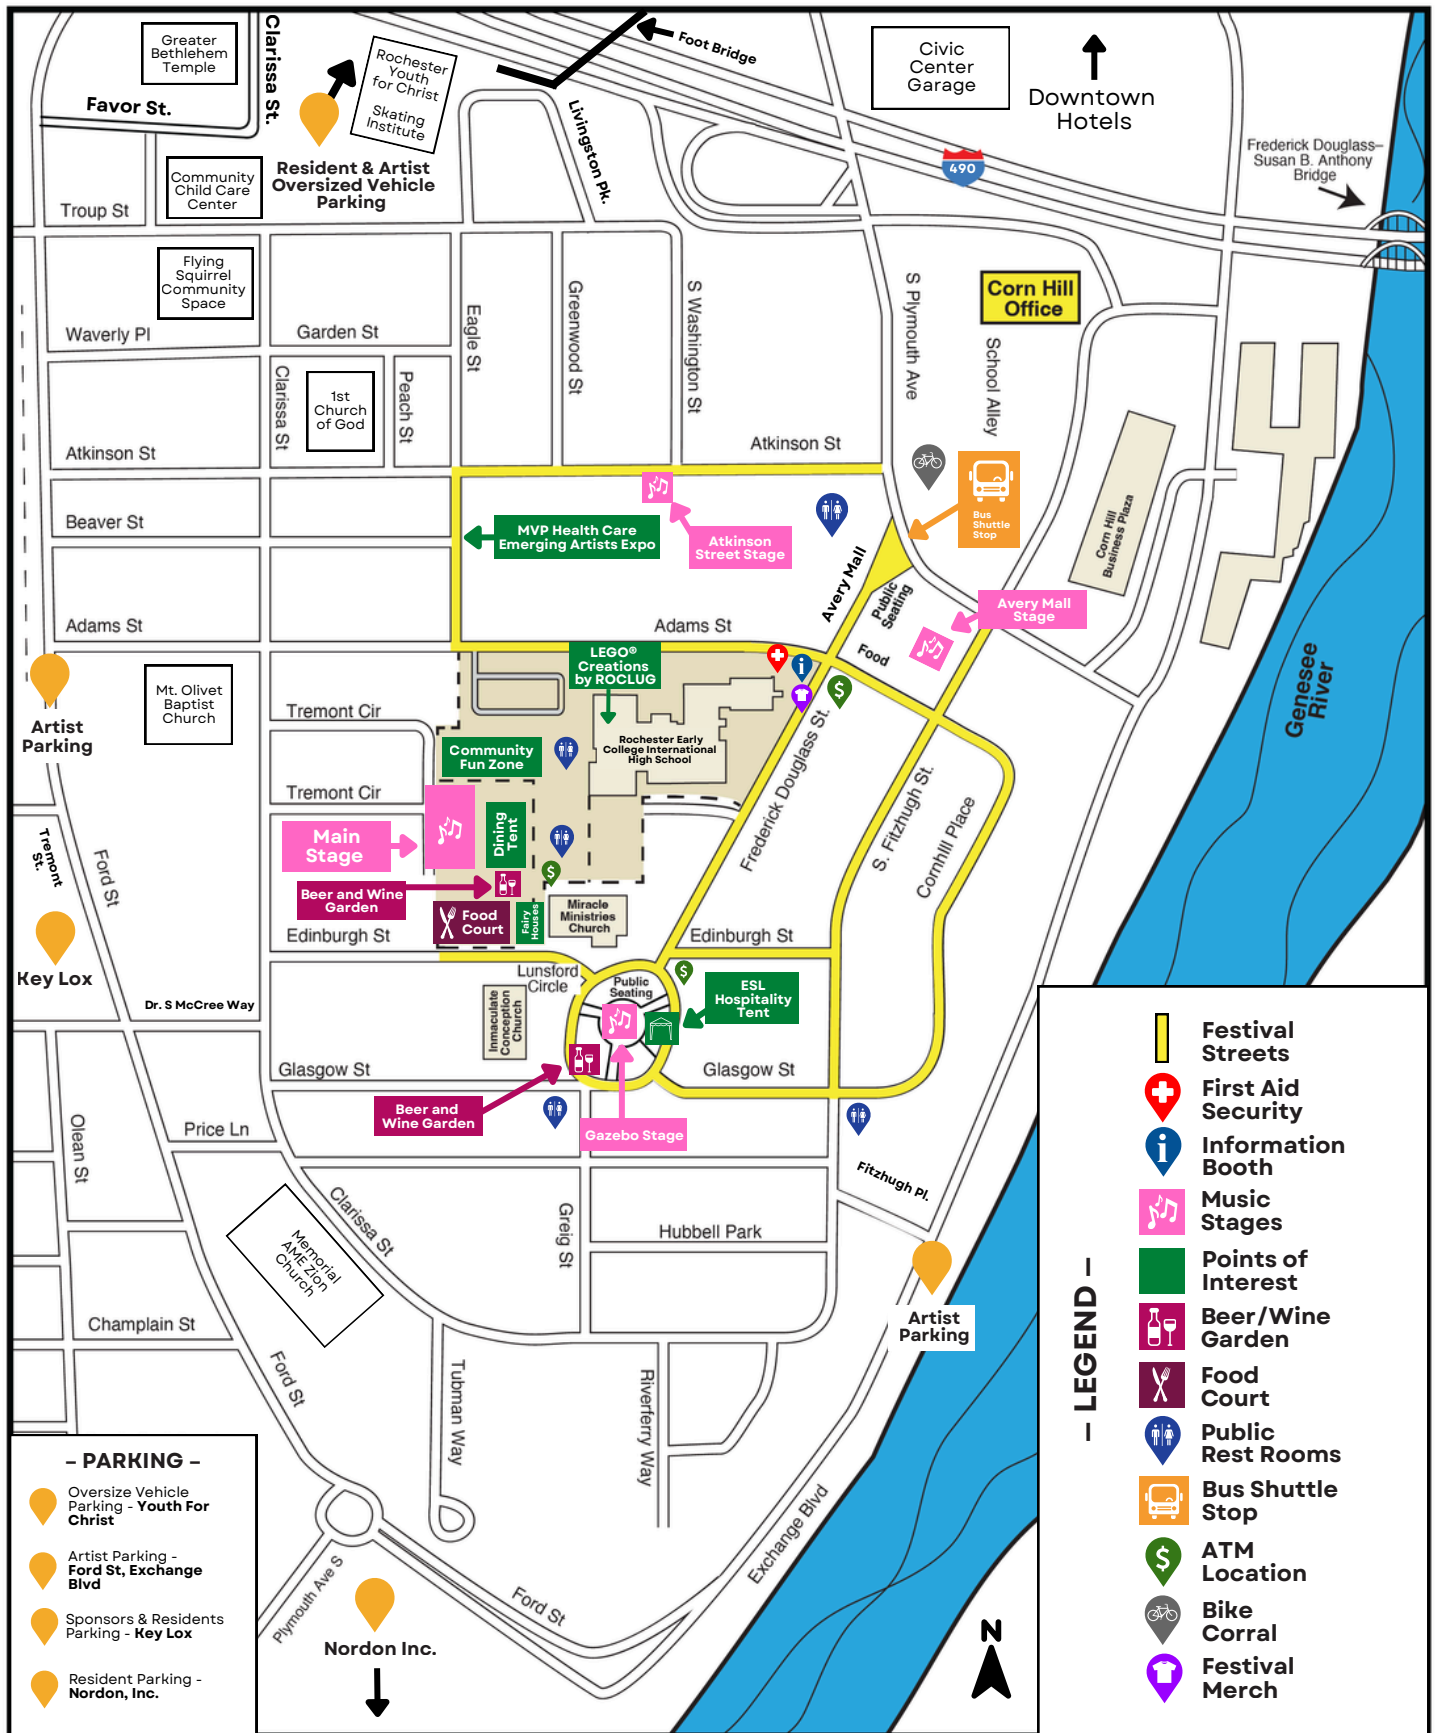 Greater
Bethlehem
Temple
Clarissa St.
Favor St.
Rochester
Youth
for Christ
Skating
Institute
Foot Bridge
Civic
Center
Garage
Downtown
Hotels
Livingston Pk.
490
Frederick Douglass–
Susan B. Anthony
Bridge
Community
Child Care
Center
Resident & Artist
Oversized Vehicle
Parking
Troup St
Flying
Squirrel
Community
Space
Waverly Pl
Garden St
Eagle St
Greenwood St
S Washington St
S Plymouth Ave
Corn Hill
Office
School Alley
Clarissa St
1st
Church
of God
Peach St
Atkinson St
Atkinson St
Beaver St
MVP Health Care
Emerging Artists Expo
Atkinson
Street Stage
Bus
Shuttle
Stop
Corn Hill
Business Plaza
Avery Mall
Public
Seating
Avery Mall
Stage
Food
Adams St
Adams St
LEGO®
Creations
by ROCLUG
i
$
Genesee
River
Mt. Olivet
Baptist
Church
Artist
Parking
Tremont Cir
Community
Fun Zone
Rochester Early
College International
High School
Frederick Douglass St.
S. Fitzhugh St.
Cornhill Place
Tremont Cir
Main
Stage
Dining
Tent
Tremont
St.
Ford St
$
Beer and Wine
Garden
Food
Court
Fairy
Houses
Miracle
Ministries
Church
Edinburgh St
Edinburgh St
Key Lox
Lunsford
Circle
Public
Seating
$
ESL
Hospitality
Tent
Dr. S McCree Way
Inmaculate
Conception
Church
Glasgow St
Glasgow St
Beer and
Wine Garden
Gazebo Stage
Olean St
Price Ln
Fitzhugh Pl.
Clarissa St
Greig St
Hubbell Park
Memorial
AME Zion
Church
Champlain St
Artist
Parking
Ford St
Tubman Way
Riverferry Way
Exchange Blvd
Ford St
Plymouth Ave S
Nordon Inc.
N
– PARKING –
Oversize Vehicle
Parking - Youth For
Christ
Artist Parking -
Ford St, Exchange
Blvd
Sponsors & Residents
Parking - Key Lox
Resident Parking -
Nordon, Inc.
– LEGEND –
Festival
Streets
First Aid
Security
i
Information
Booth
Music
Stages
Points of
Interest
Beer/Wine
Garden
Food
Court
Public
Rest Rooms
Bus Shuttle
Stop
$
ATM
Location
Bike
Corral
Festival
Merch